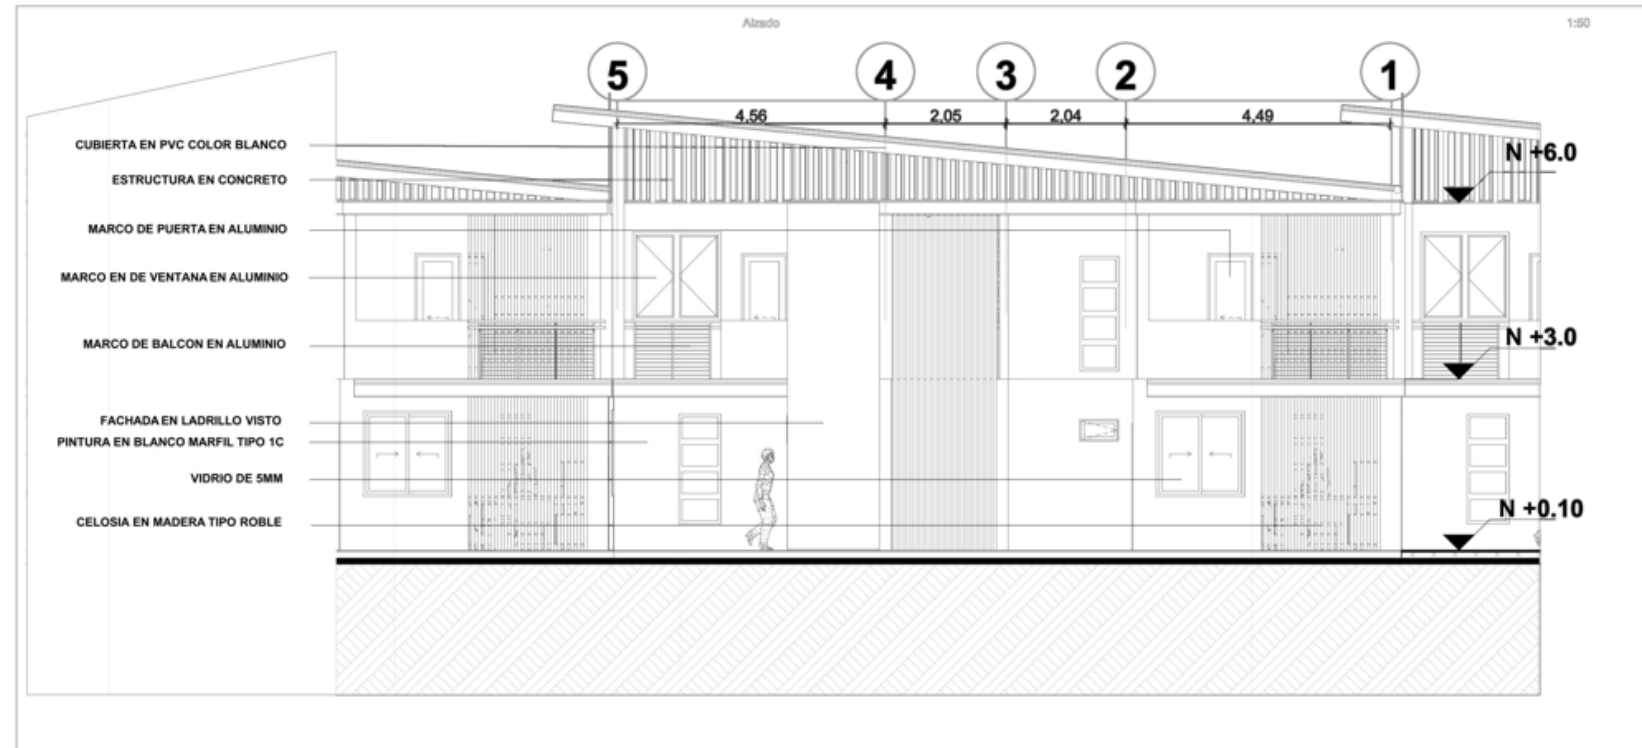 Alzado
1:50
5
4
3
2
1
4,56
2,05
2,04
4,49
CUBIERTA EN PVC COLOR BLANCO
N +6.0
ESTRUCTURA EN CONCRETO
MARCO DE PUERTA EN ALUMINIO
MARCO EN DE VENTANA EN ALUMINIO
MARCO DE BALCON EN ALUMINIO
N +3.0
FACHADA EN LADRILLO VISTO
PINTURA EN BLANCO MARFIL TIPO 1C
VIDRIO DE 5MM
N +0.10
CELOSIA EN MADERA TIPO ROBLE